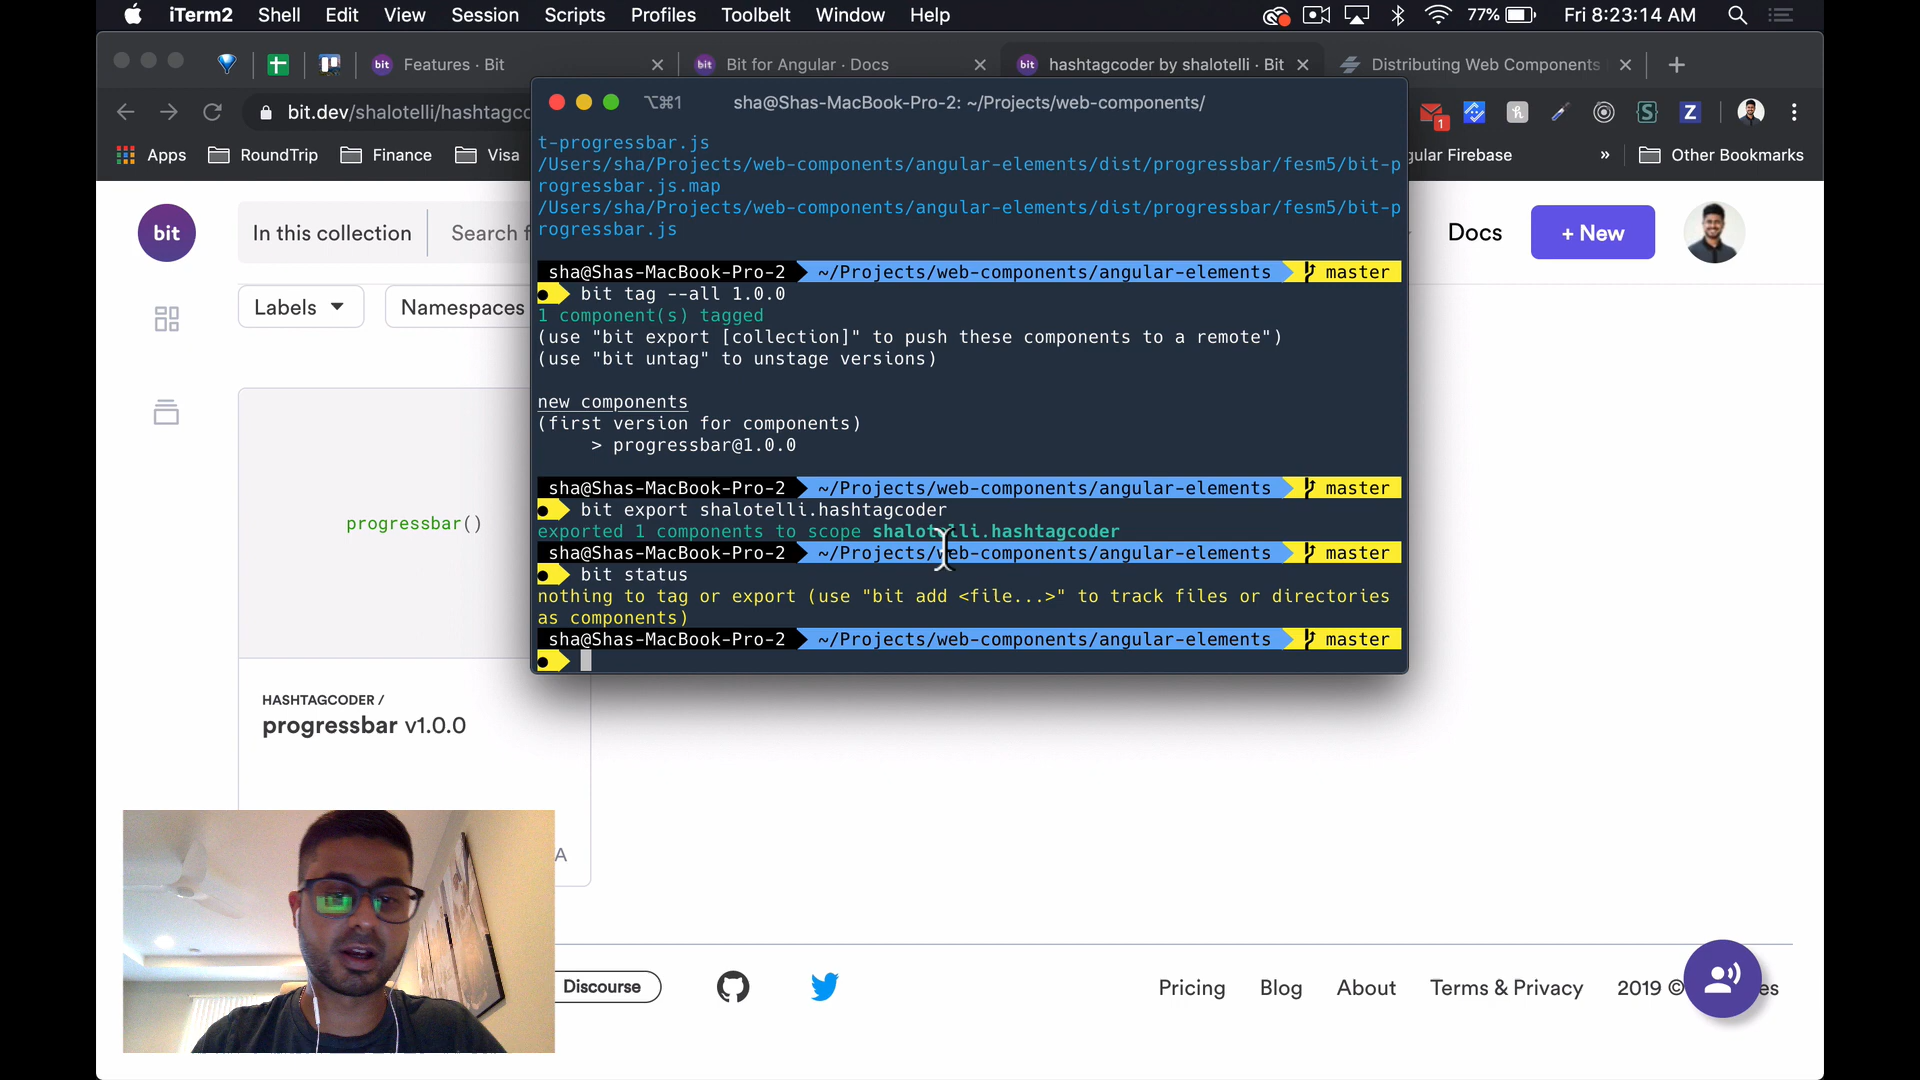 iTerm2 Shell Edit View Session Scripts Profiles Toolbelt Window Help 77% Fri 8:23:14 AM
bit Features · Bit bit Bit for Angular · Docs bit hashtagcoder by shalotelli · Bit Distributing Web Components
⌥⌘1 sha@Shas-MacBook-Pro-2: ~/Projects/web-components/
bit.dev/shalotelli/hashtagco 1 h S Z
Apps RoundTrip Finance Visa gular Firebase » Other Bookmarks
t-progressbar.js
/Users/sha/Projects/web-components/angular-elements/dist/progressbar/fesm5/bit-p
rogressbar.js.map
/Users/sha/Projects/web-components/angular-elements/dist/progressbar/fesm5/bit-p
rogressbar.js
sha@Shas-MacBook-Pro-2 ~/Projects/web-components/angular-elements master
bit tag --all 1.0.0
1 component(s) tagged
(use "bit export [collection]" to push these components to a remote")
(use "bit untag" to unstage versions)
new components
(first version for components)
> progressbar@1.0.0
sha@Shas-MacBook-Pro-2 ~/Projects/web-components/angular-elements master
bit export shalotelli.hashtagcoder
exported 1 components to scope shalotelli.hashtagcoder
sha@Shas-MacBook-Pro-2 ~/Projects/web-components/angular-elements master
bit status
nothing to tag or export (use "bit add <file...>" to track files or directories
as components)
sha@Shas-MacBook-Pro-2 ~/Projects/web-components/angular-elements master
bit In this collection Search Docs + New
Labels Namespaces
progressbar()
HASHTAGCODER /
progressbar v1.0.0
A
Discourse Pricing Blog About Terms & Privacy 2019 © es